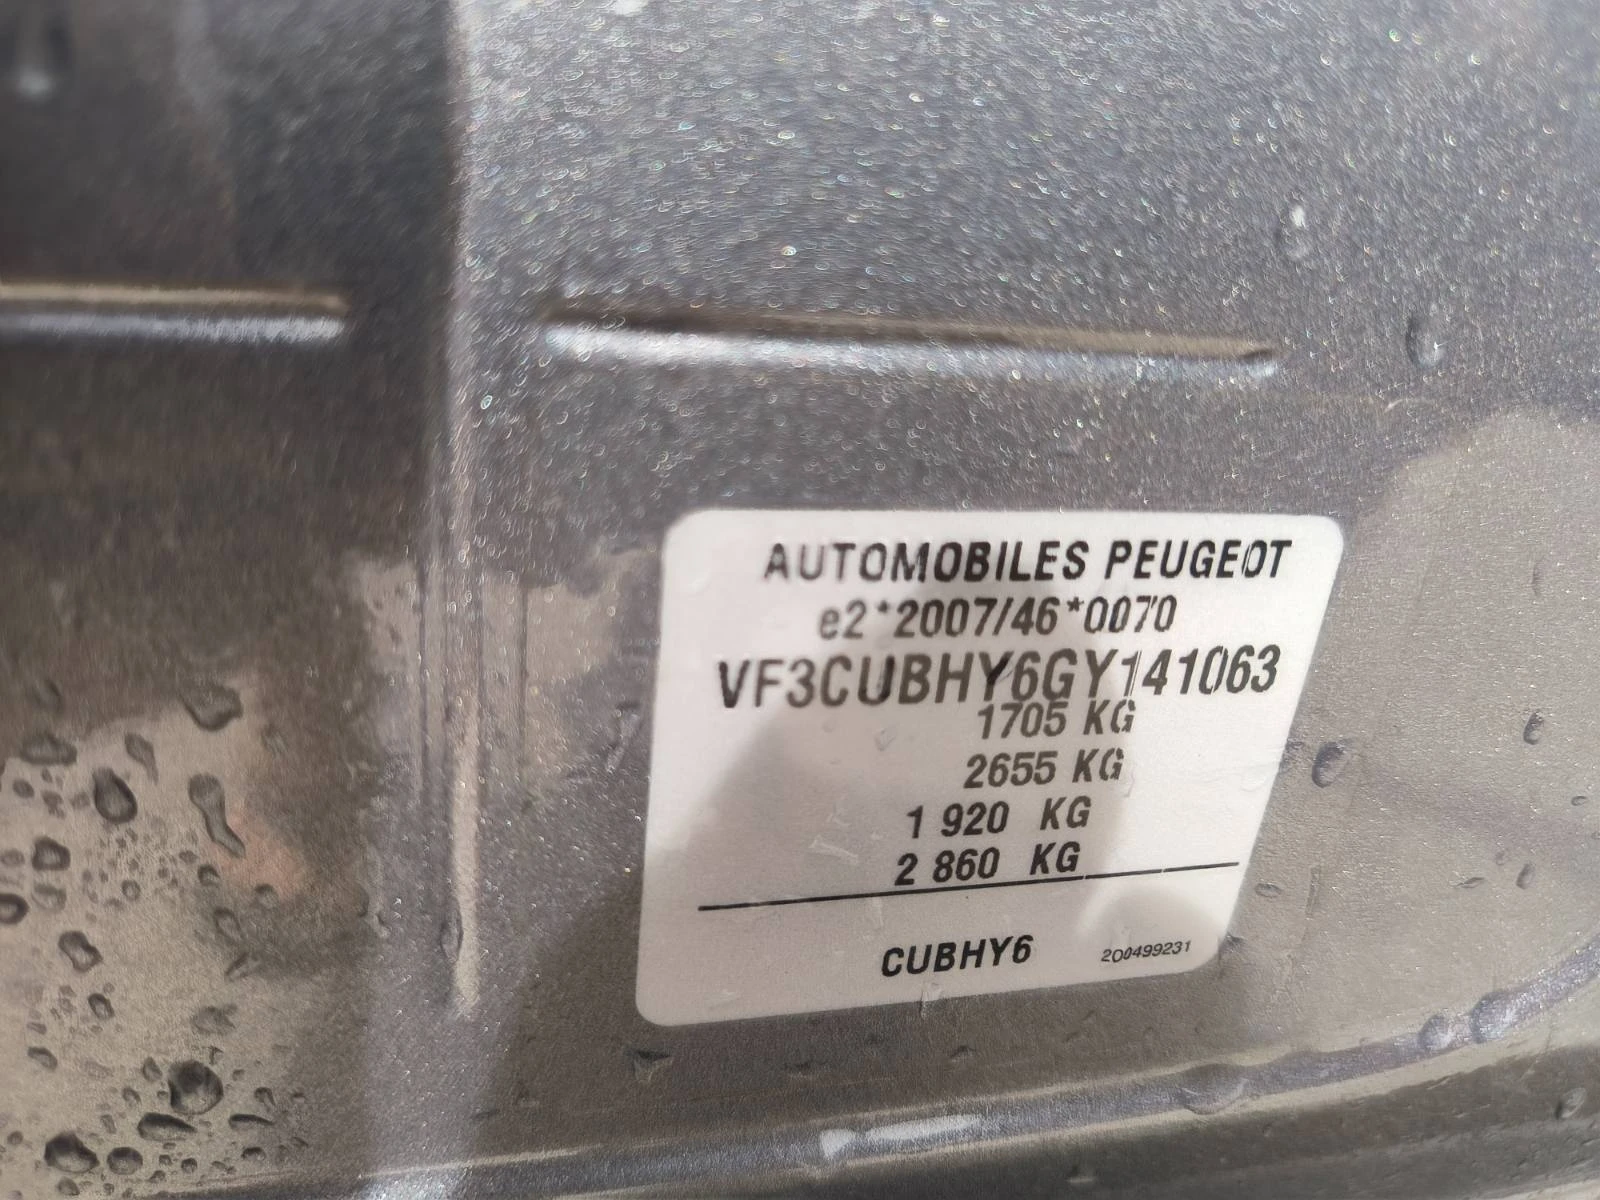 AUTOMOBILES PEUGEOT
e2*2007/46*0070
VF3CUBHY6GY141063
1705 KG
2655 KG
1 920 KG
2 860 KG
CUBHY6 200499231